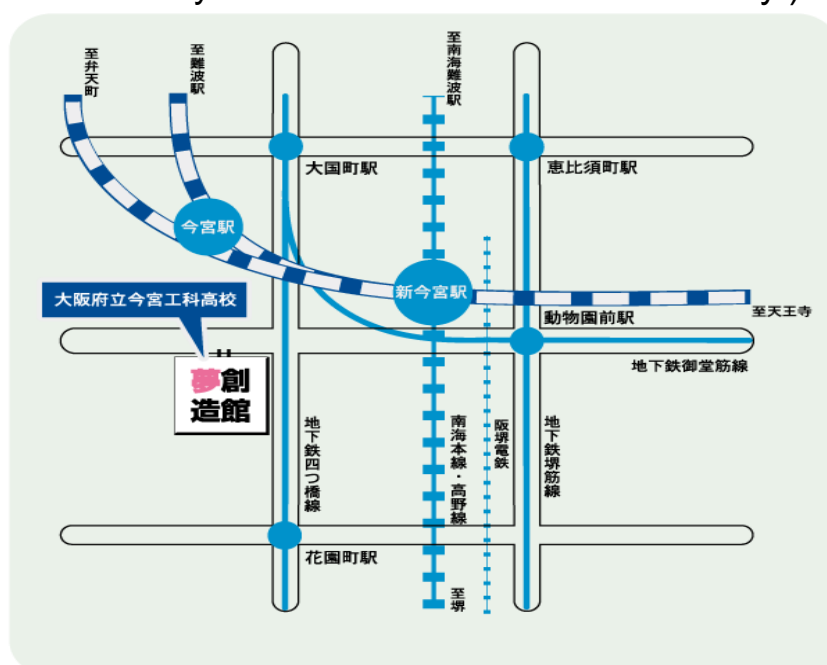 至弁天町
至難波駅
至南海難波駅
大国町駅
恵比須町駅
今宮駅
新今宮駅
大阪府立今宮工科高校
至天王寺
動物園前駅
夢創
造館
地下鉄御堂筋線
地下鉄四つ橋線
南海本線・高野線
阪堺電鉄
地下鉄堺筋線
花園町駅
至堺